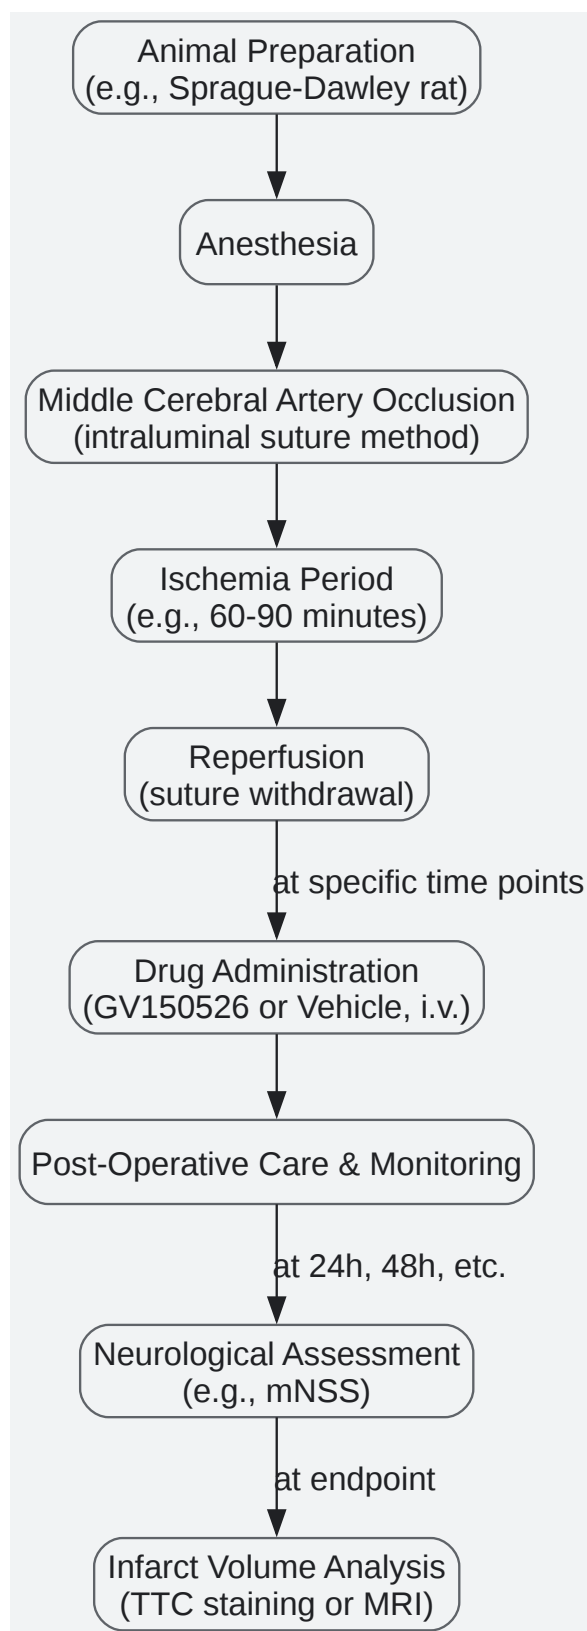 Animal Preparation
(e.g., Sprague-Dawley rat)
Anesthesia
Middle Cerebral Artery Occlusion
(intraluminal suture method)
Ischemia Period
(e.g., 60-90 minutes)
Reperfusion
(suture withdrawal)
at specific time points
Drug Administration
(GV150526 or Vehicle, i.v.)
Post-Operative Care & Monitoring
at 24h, 48h, etc.
Neurological Assessment
(e.g., mNSS)
at endpoint
Infarct Volume Analysis
(TTC staining or MRI)